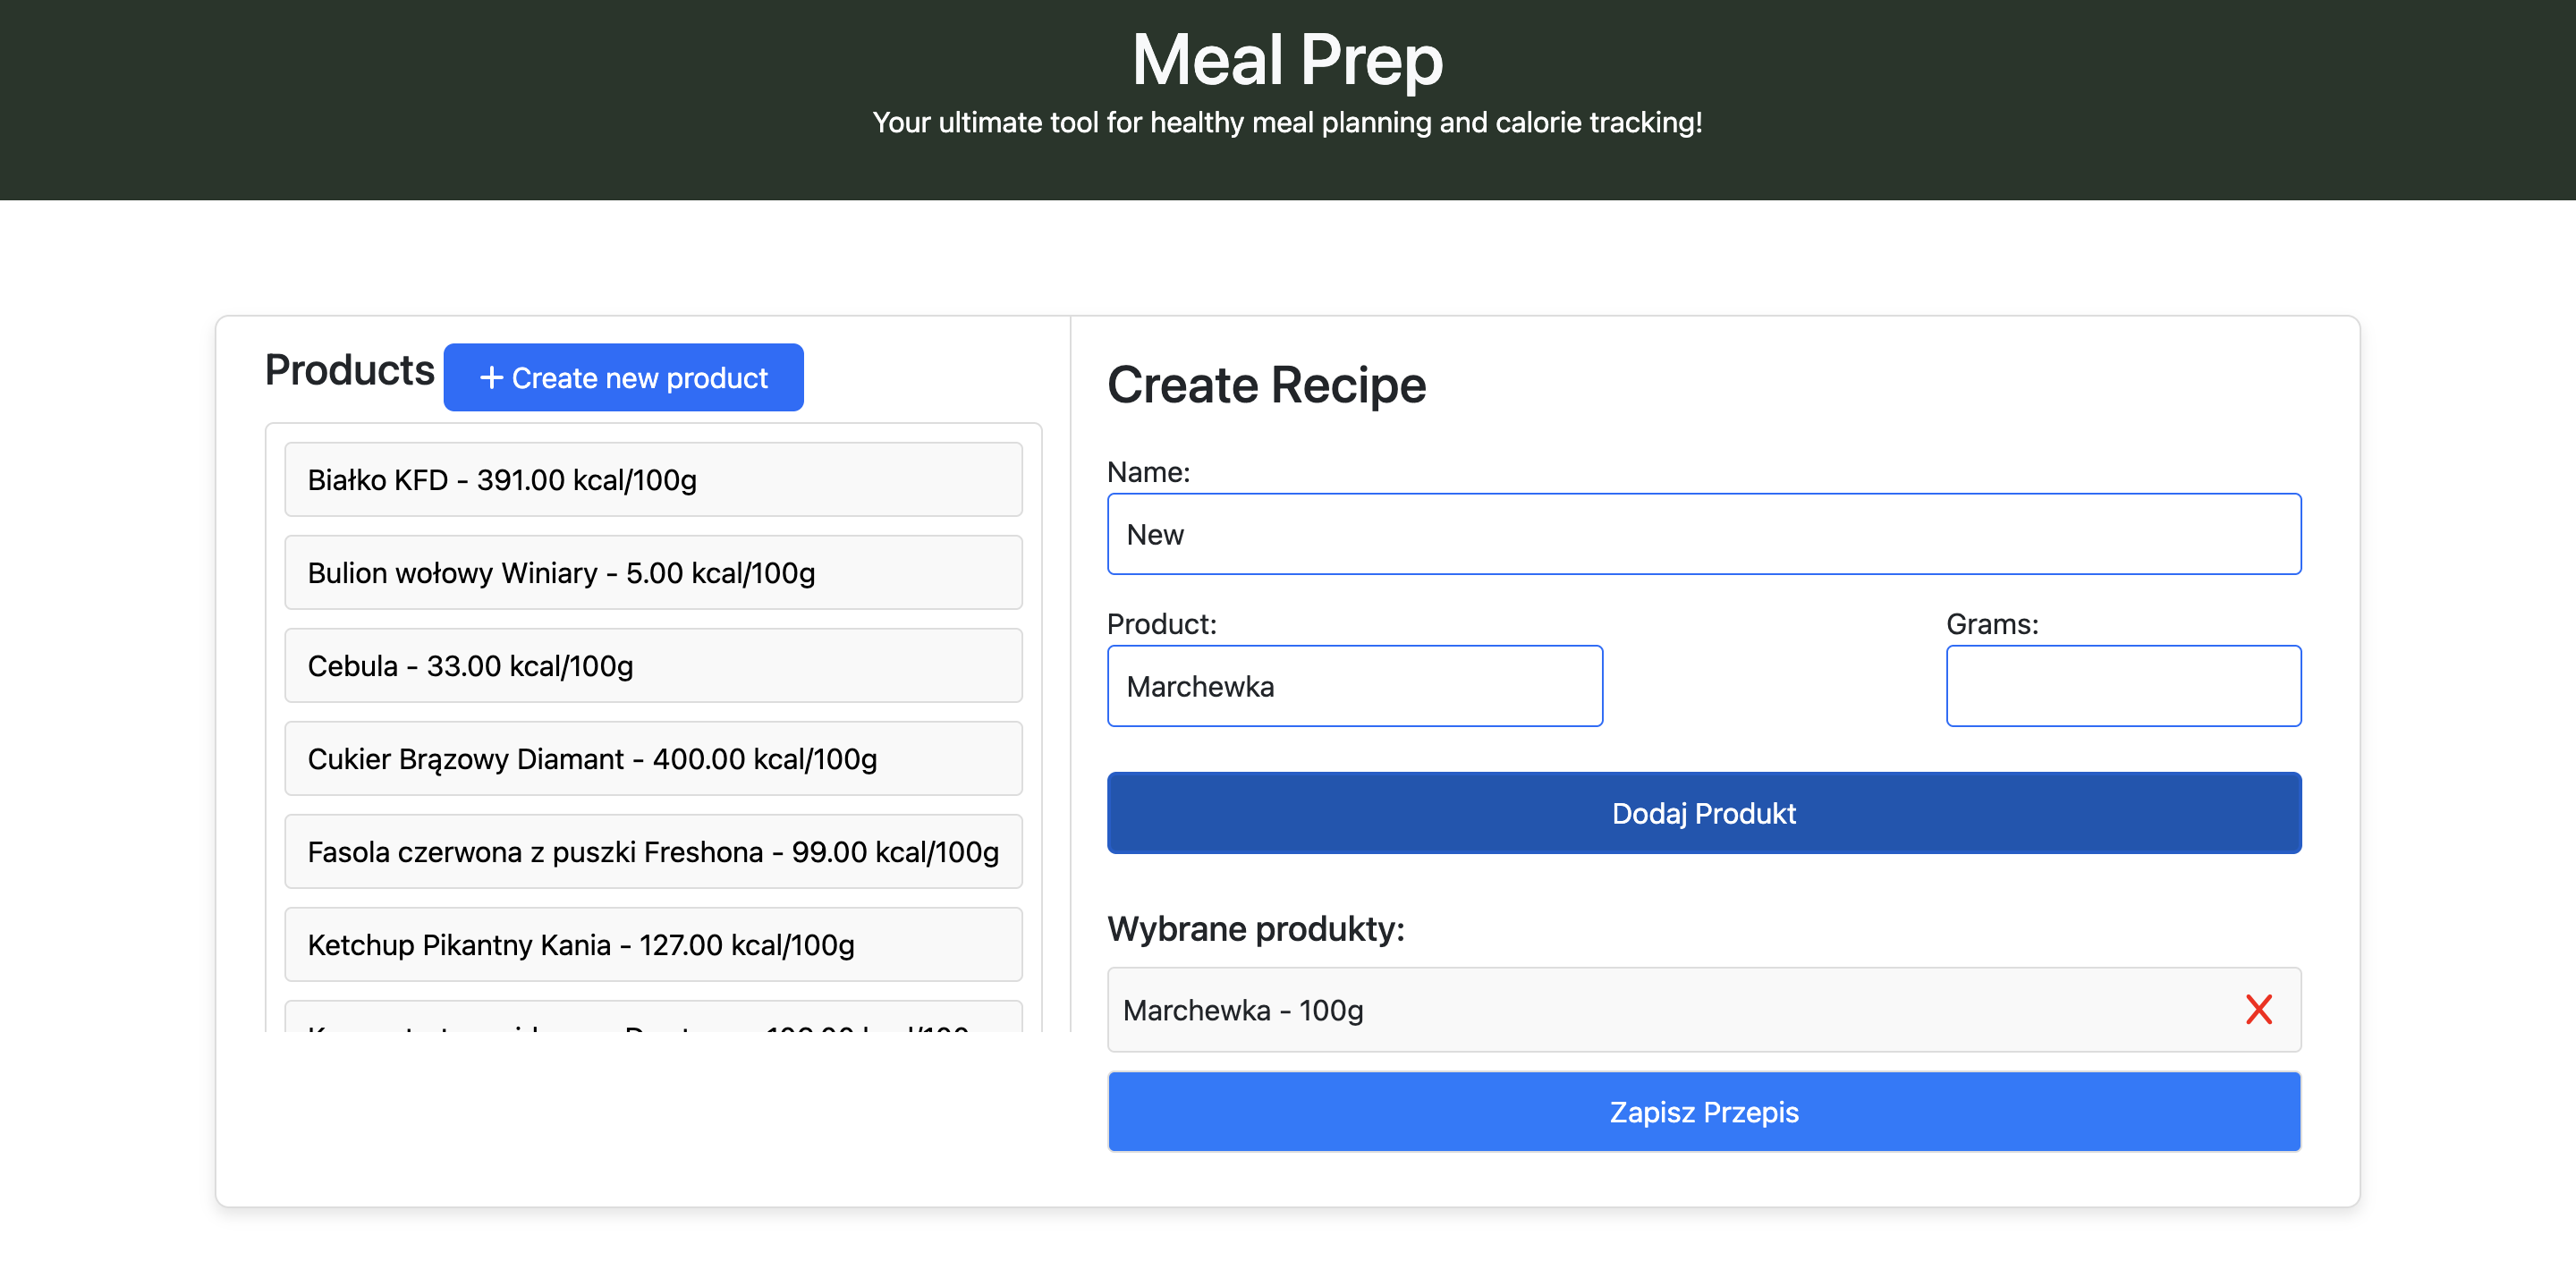 Meal Prep
Your ultimate tool for healthy meal planning and calorie tracking!
Products
+ Create new product
Białko KFD - 391.00 kcal/100g
Bulion wołowy Winiary - 5.00 kcal/100g
Cebula - 33.00 kcal/100g
Cukier Brązowy Diamant - 400.00 kcal/100g
Fasola czerwona z puszki Freshona - 99.00 kcal/100g
Ketchup Pikantny Kania - 127.00 kcal/100g
Create Recipe
Name:
New
Product:
Grams:
Marchewka
Dodaj Produkt
Wybrane produkty:
Marchewka - 100g
Zapisz Przepis